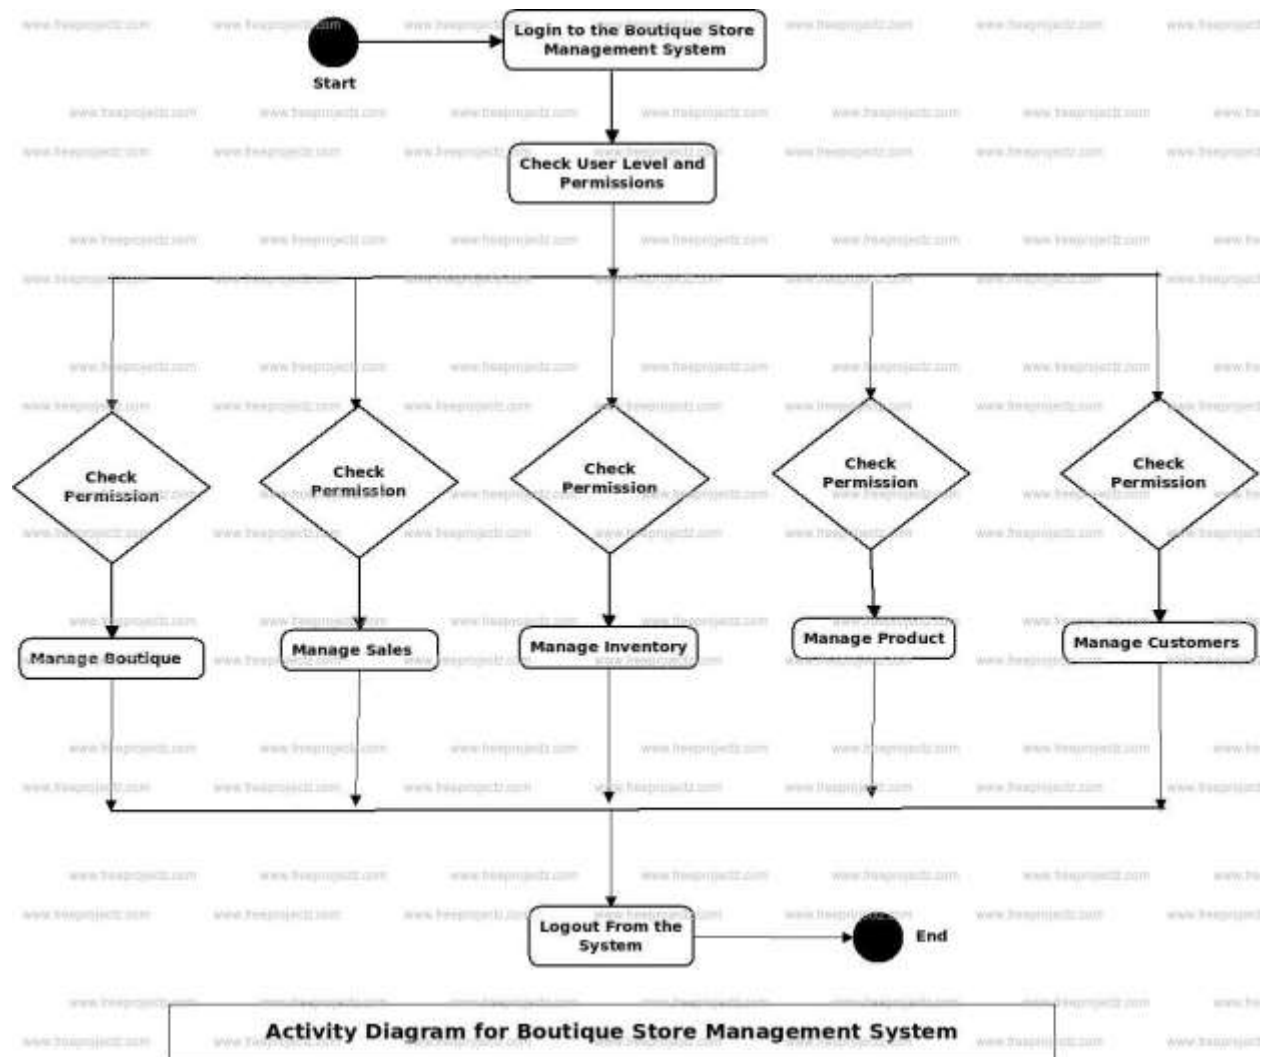 Login to the Boutique Store
Management System
Start
Check User Level and
Permissions
Check
Permission
Check
Permission
Check
Permission
Check
Permission
Check
Permission
Manage Boutique
Manage Sales
Manage Inventory
Manage Product
Manage Customers
Logout From the
System
End
Activity Diagram for Boutique Store Management System